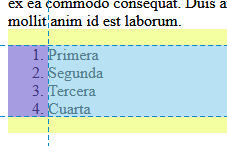 ex ea commodo consequat. Duis a
mollit anim id est laborum.
1. Primera
2. Segunda
3. Tercera
4. Cuarta